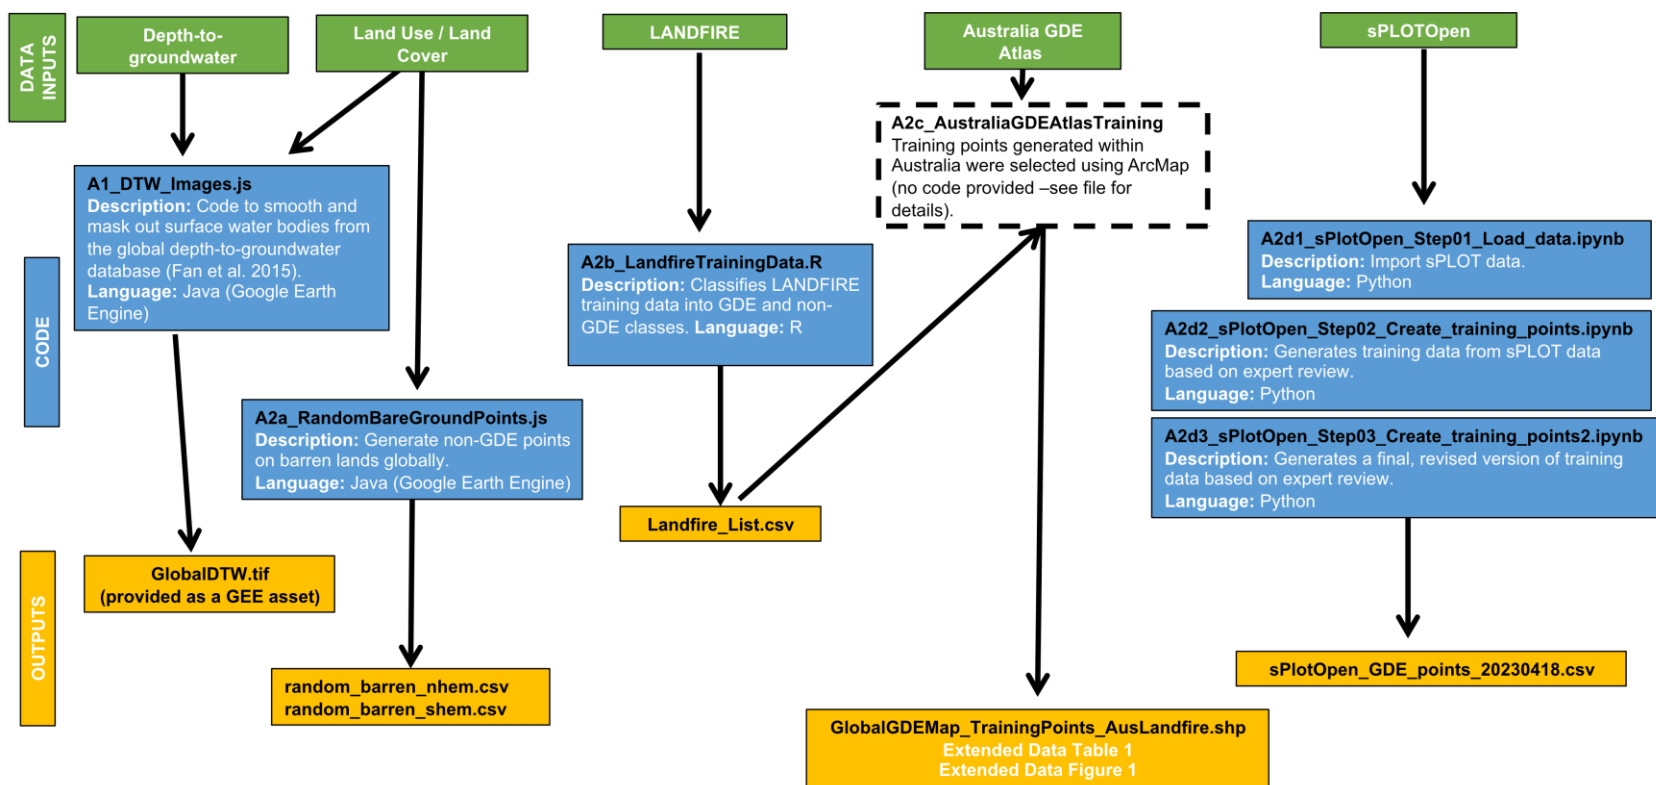 DATA
INPUTS
Depth-to-
groundwater
Land Use / Land
Cover
LANDFIRE
Australia GDE
Atlas
sPLOTOpen
A2c_AustraliaGDEAtlasTraining
Training points generated within
Australia were selected using ArcMap
(no code provided –see file for
details).
CODE
A1_DTW_Images.js
Description: Code to smooth and
mask out surface water bodies from
the global depth-to-groundwater
database (Fan et al. 2015).
Language: Java (Google Earth
Engine)
A2a_RandomBareGroundPoints.js
Description: Generate non-GDE points
on barren lands globally.
Language: Java (Google Earth Engine)
A2b_LandfireTrainingData.R
Description: Classifies LANDFIRE
training data into GDE and non-
GDE classes. Language: R
A2d1_sPlotOpen_Step01_Load_data.ipynb
Description: Import sPLOT data.
Language: Python
A2d2_sPlotOpen_Step02_Create_training_points.ipynb
Description: Generates training data from sPLOT data
based on expert review.
Language: Python
A2d3_sPlotOpen_Step03_Create_training_points2.ipynb
Description: Generates a final, revised version of training
data based on expert review.
Language: Python
OUTPUTS
GlobalDTW.tif
(provided as a GEE asset)
random_barren_nhem.csv
random_barren_shem.csv
Landfire_List.csv
GlobalGDEMap_TrainingPoints_AusLandfire.shp
Extended Data Table 1
Extended Data Figure 1
sPlotOpen_GDE_points_20230418.csv